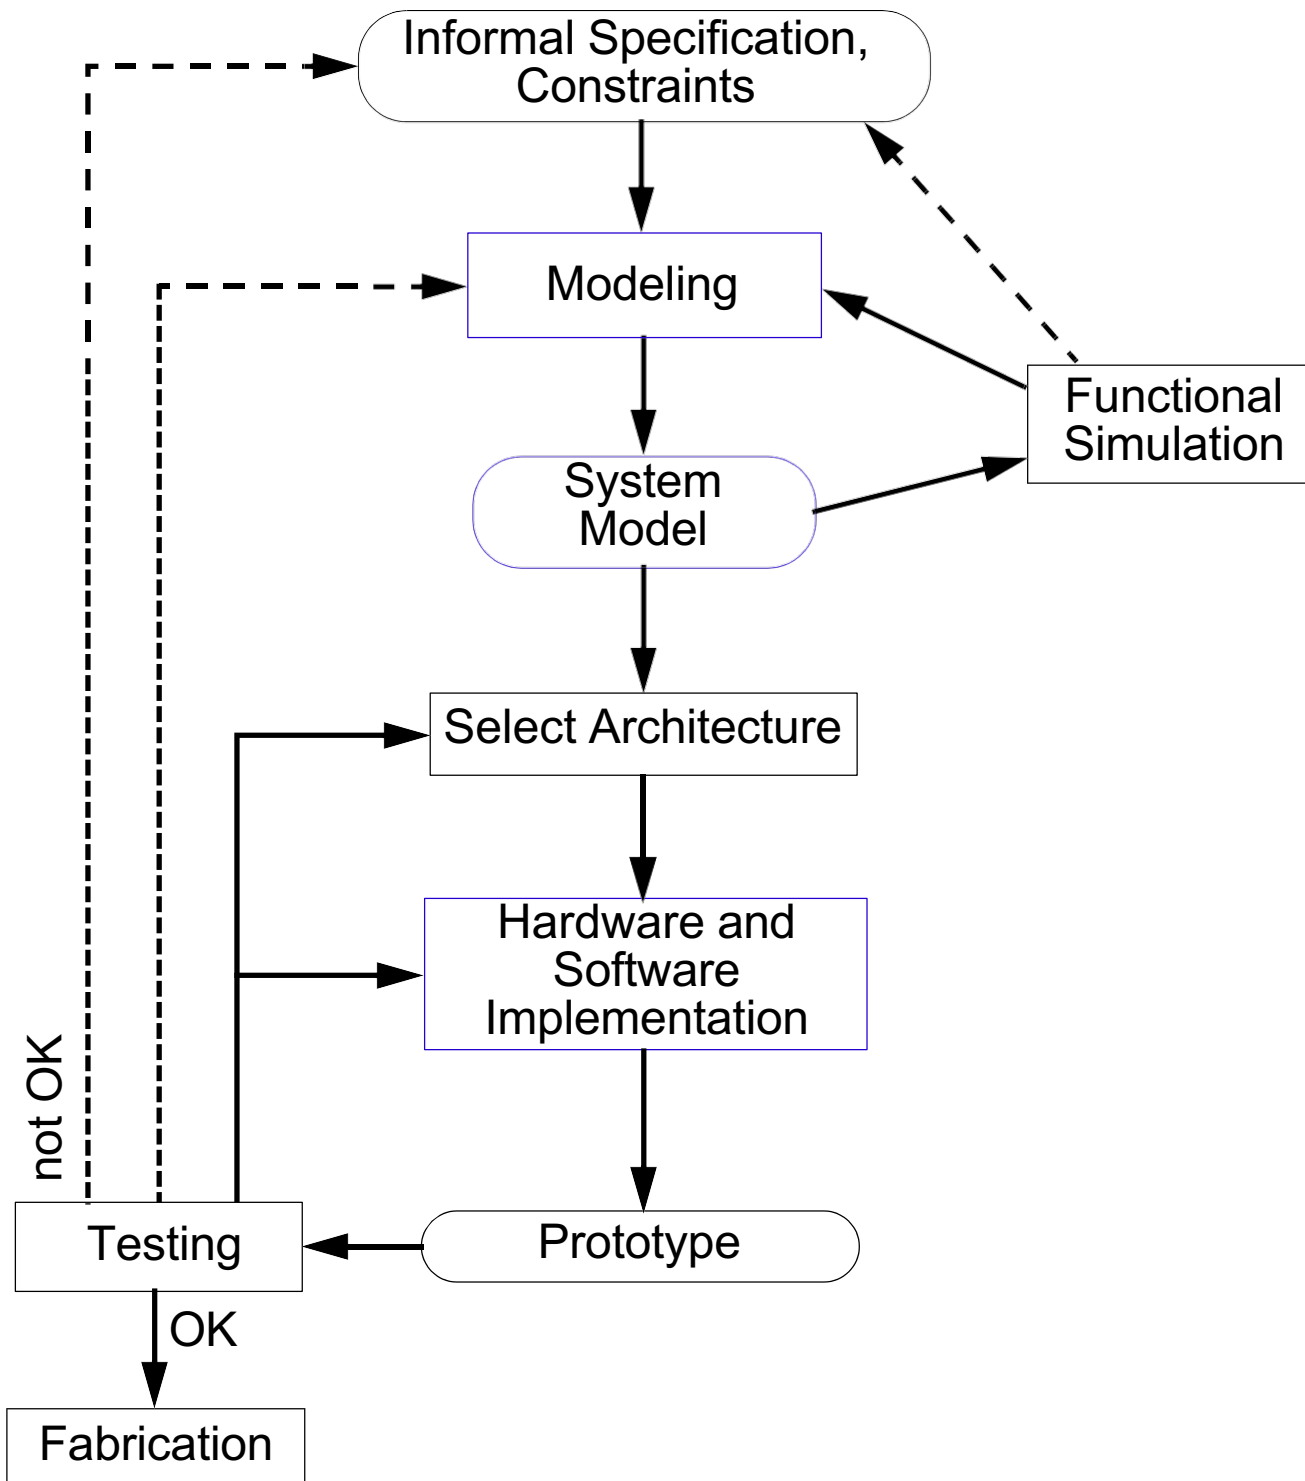 Informal Specification,
Constraints
Modeling
Functional
Simulation
System
Model
Select Architecture
Hardware and
Software
Implementation
not OK
Testing
Prototype
OK
Fabrication